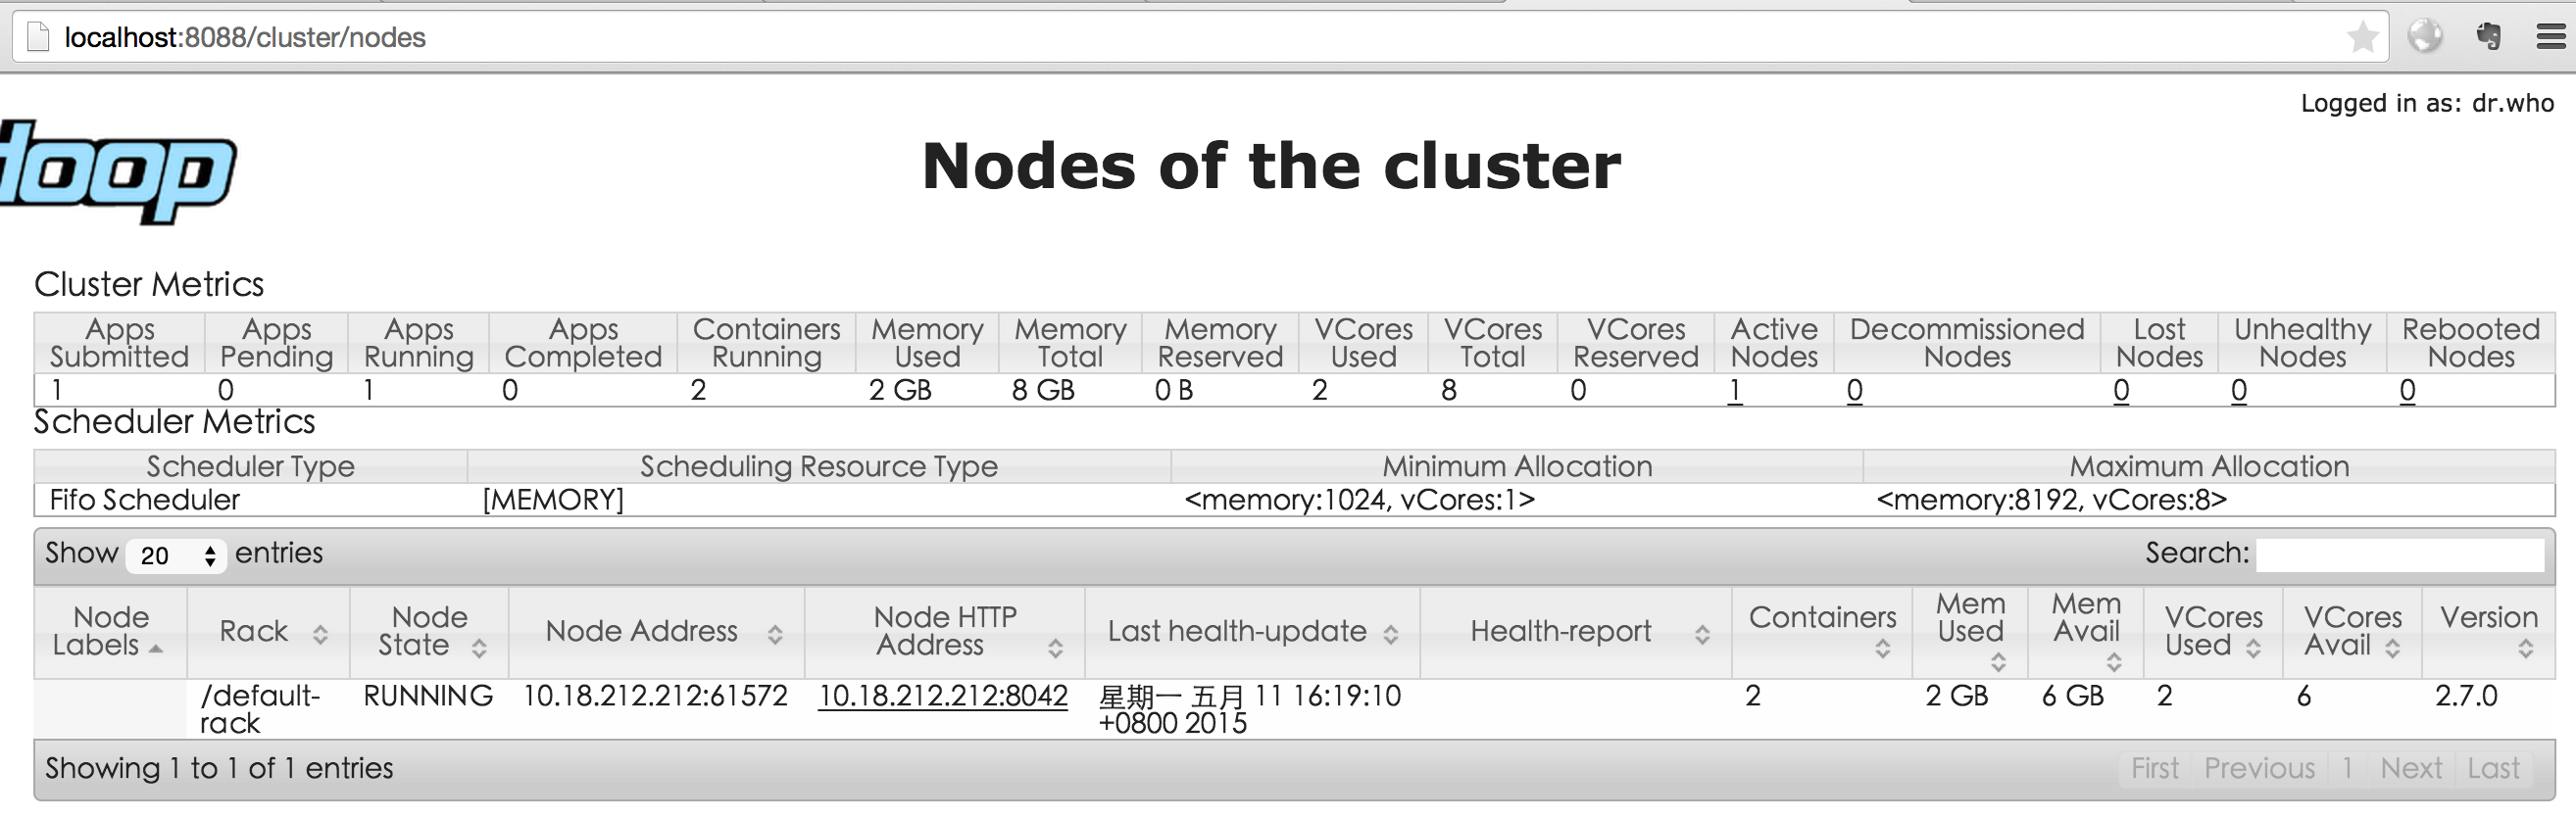 localhost:8088/cluster/nodes
Logged in as: dr.who
doop
Nodes of the cluster
Cluster Metrics
Apps Submitted Apps Pending Apps Running Apps Completed Containers Running Memory Used Memory Total Memory Reserved VCores Used VCores Total VCores Reserved Active Nodes Decommissioned Nodes Lost Nodes Unhealthy Nodes Rebooted Nodes
1 0 1 0 2 2 GB 8 GB 0 B 2 8 0 1 0 0 0 0
Scheduler Metrics
Scheduler Type Scheduling Resource Type Minimum Allocation Maximum Allocation
Fifo Scheduler [MEMORY] <memory:1024, vCores:1> <memory:8192, vCores:8>
Show 20 entries Search:
Node Labels Rack Node State Node Address Node HTTP Address Last health-update Health-report Containers Mem Used Mem Avail VCores Used VCores Avail Version
/default-rack RUNNING 10.18.212.212:61572 10.18.212.212:8042 星期一 五月 11 16:19:10 +0800 2015 2 2 GB 6 GB 2 6 2.7.0
Showing 1 to 1 of 1 entries First Previous 1 Next Last